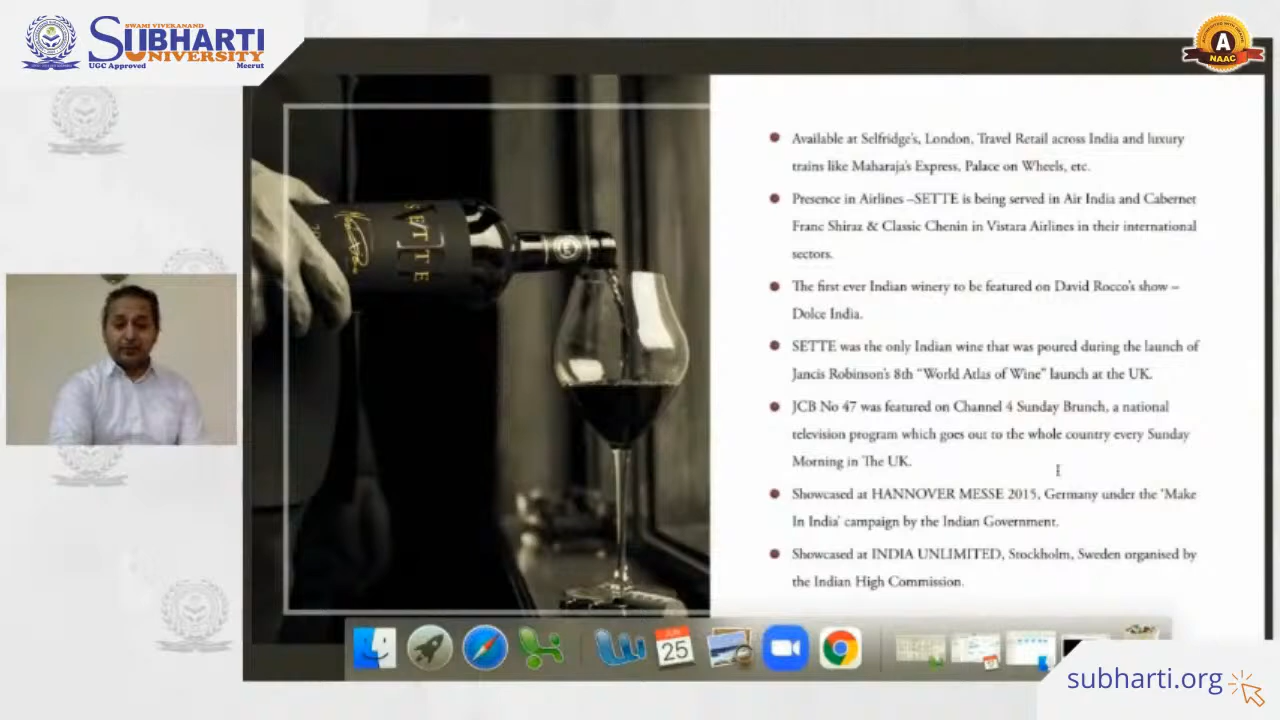 SWAMI VIVEKANAND
SUBHARTI
UNIVERSITY
UGC Approved Meerut
A
NAAC
SETTE
Available at Selfridge's, London, Travel Retail across India and luxury
trains like Maharaja's Express, Palace on Wheels, etc.
Presence in Airlines –SETTE is being served in Air India and Cabernet
Franc Shiraz & Classic Chenin in Vistara Airlines in their international
sectors.
The first ever Indian winery to be featured on David Rocco's show –
Dolce India.
SETTE was the only Indian wine that was poured during the launch of
Jancis Robinson's 8th "World Atlas of Wine" launch at the UK.
JCB No 47 was featured on Channel 4 Sunday Brunch, a national
television program which goes out to the whole country every Sunday
Morning in The UK.
Showcased at HANNOVER MESSE 2015, Germany under the 'Make
In India' campaign by the Indian Government.
Showcased at INDIA UNLIMITED, Stockholm, Sweden organised by
the Indian High Commission.
JUN
25
subharti.org